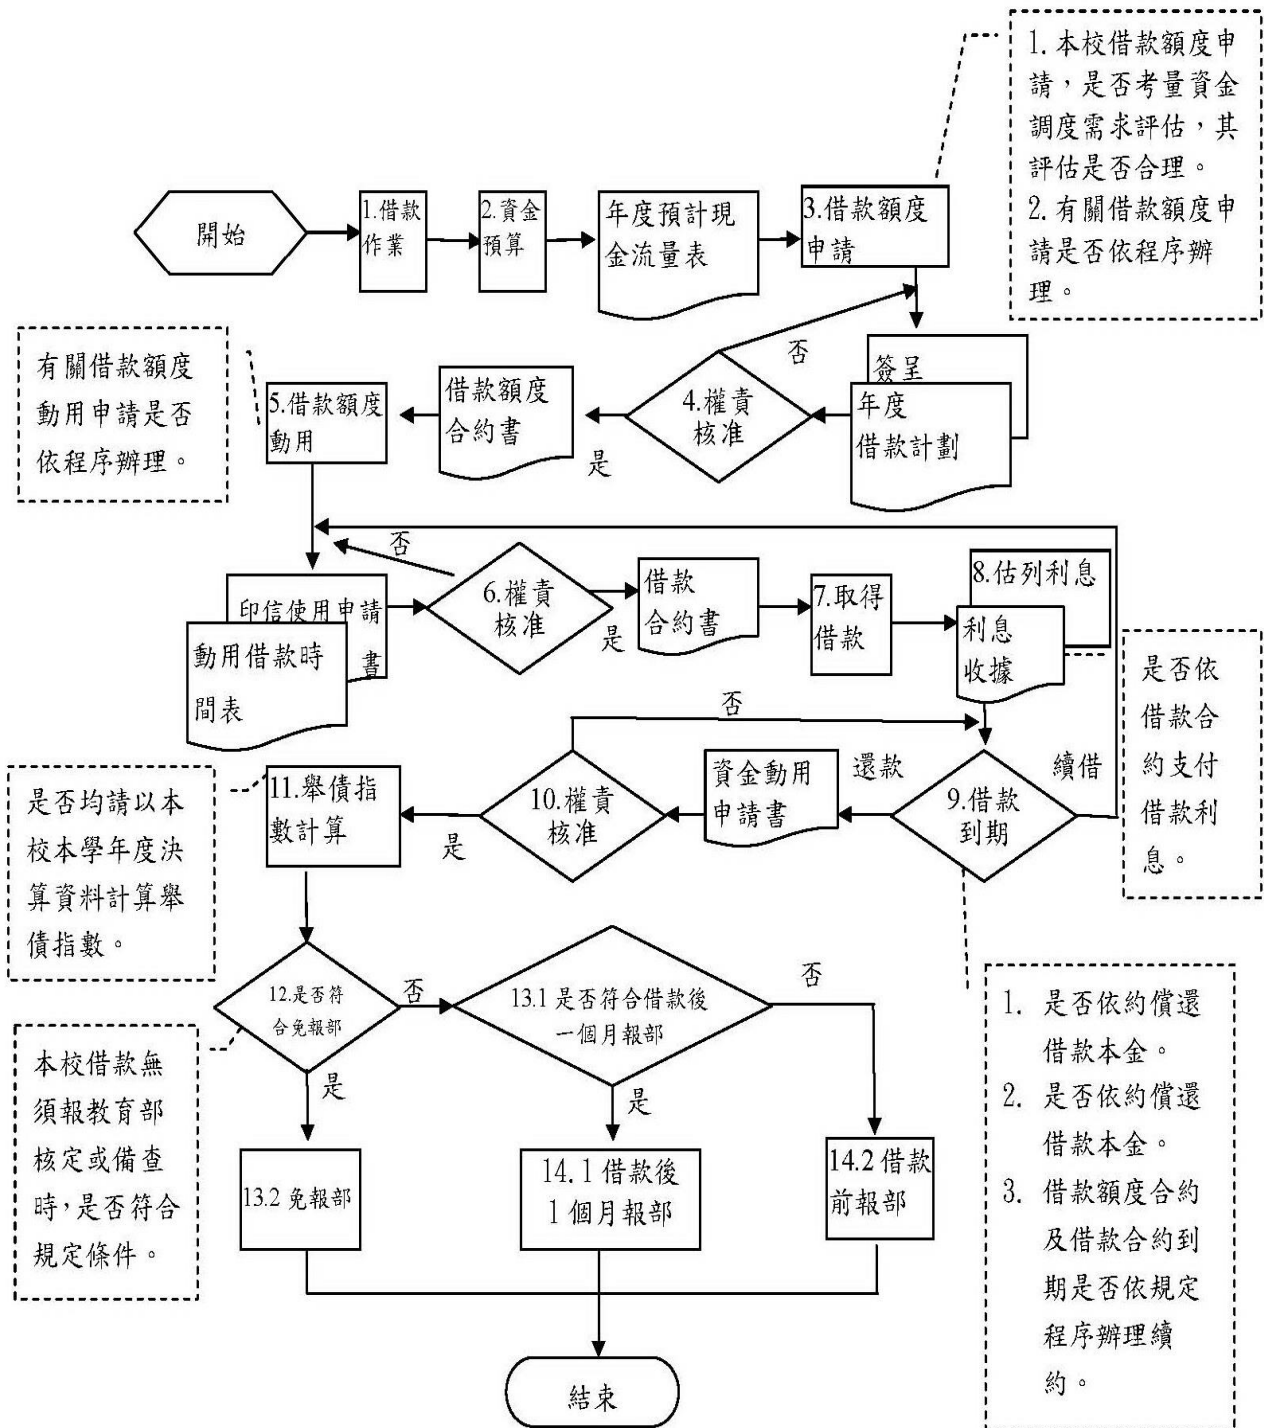 1.本校借款額度申
請，是否考量資金
調度需求評估，其
評估是否合理。
2.有關借款額度申
請是否依程序辦
理。
開始
1.借款
作業
2.資金
預算
年度預計現
金流量表
3.借款額度
申請
有關借款額度
動用申請是否
依程序辦理。
5.借款額度
動用
借款額度
合約書
是
4.權責
核准
否
簽呈
年度
借款計劃
否
印信使用申請
書
動用借款時
間表
6.權責
核准
是
借款
合約書
7.取得
借款
8.估列利息
利息
收據
是否依
借款合
約支付
借款利
息。
否
是否均請以本
校本學年度決
算資料計算舉
債指數。
11.舉債指
數計算
是
10.權責
核准
資金動用
申請書
還款
9.借款
到期
續借
12.是否符
合免報部
否
13.1 是否符合借款後
一個月報部
否
1. 是否依約償還
借款本金。
2. 是否依約償還
借款本金。
3. 借款額度合約
及借款合約到
期是否依規定
程序辦理續
約。
本校借款無
須報教育部
核定或備查
時，是否符合
規定條件。
是
是
13.2 免報部
14.1 借款後
1 個月報部
14.2 借款
前報部
結束